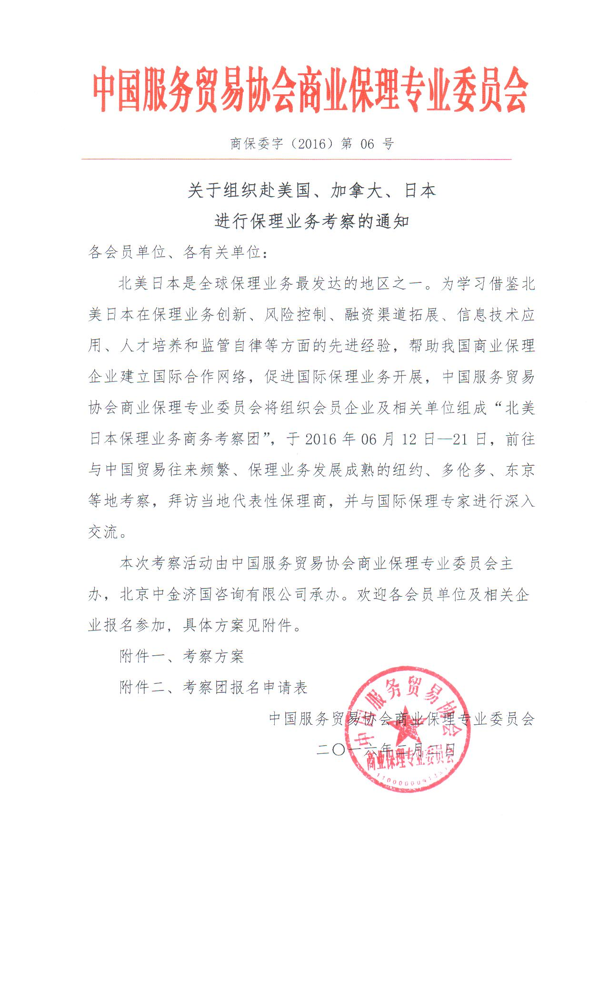 中国服务贸易协会商业保理专业委员会
商保委字（2016）第 06 号
关于组织赴美国、加拿大、日本
进行保理业务考察的通知
各会员单位、各有关单位：
北美日本是全球保理业务最发达的地区之一。为学习借鉴北
美日本在保理业务创新、风险控制、融资渠道拓展、信息技术应
用、人才培养和监管自律等方面的先进经验，帮助我国商业保理
企业建立国际合作网络，促进国际保理业务开展，中国服务贸易
协会商业保理专业委员会将组织会员企业及相关单位组成“北美
日本保理业务商务考察团”，于 2016 年 06 月 12 日—21 日，前往
与中国贸易往来频繁、保理业务发展成熟的纽约、多伦多、东京
等地考察，拜访当地代表性保理商，并与国际保理专家进行深入
交流。
本次考察活动由中国服务贸易协会商业保理专业委员会主
办，北京中金济国咨询有限公司承办。欢迎各会员单位及相关企
业报名参加，具体方案见附件。
附件一、考察方案
附件二、考察团报名申请表
中国服务贸易协会商业保理专业委员会
二〇一六年二月二日
中国服务贸易协会
商业保理专业委员会